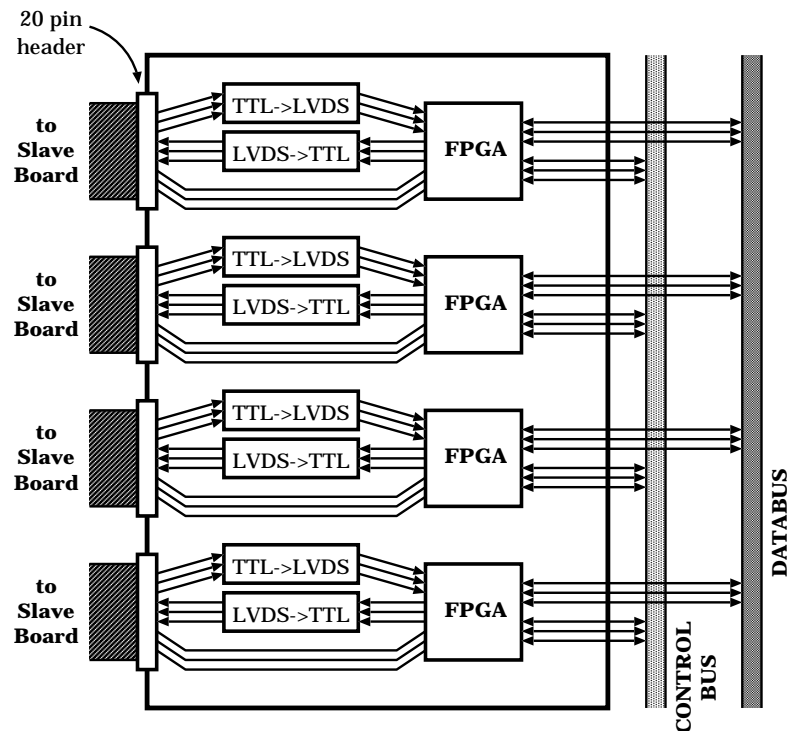 20 pin
header
to
Slave
Board
TTL->LVDS
LVDS->TTL
FPGA
to
Slave
Board
TTL->LVDS
LVDS->TTL
FPGA
to
Slave
Board
TTL->LVDS
LVDS->TTL
FPGA
to
Slave
Board
TTL->LVDS
LVDS->TTL
FPGA
CONTROL
BUS
DATABUS